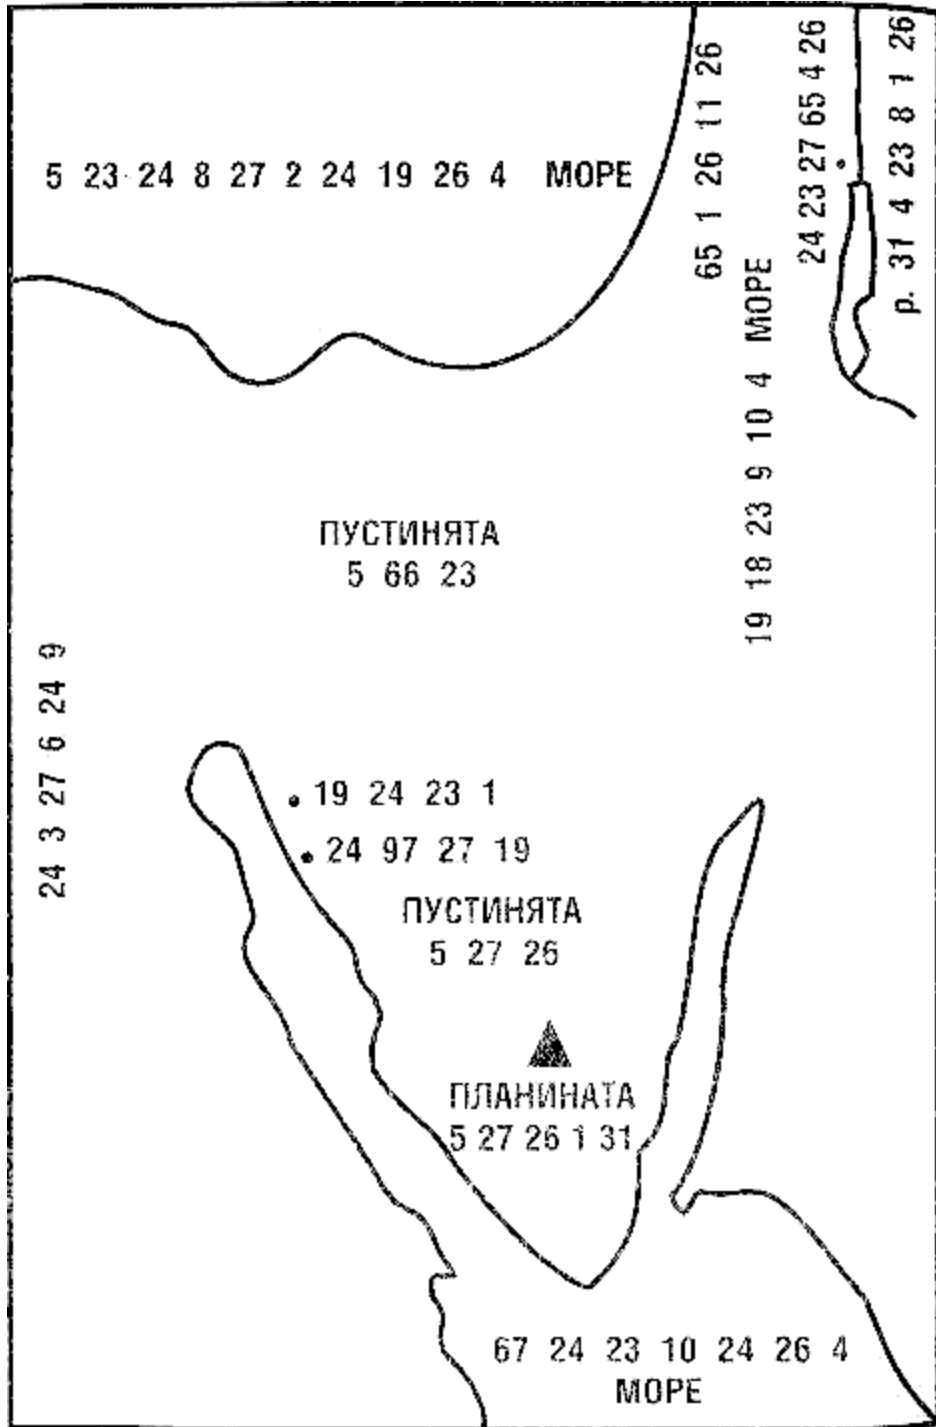 5 23 24 8 27 2 24 19 26 4 МОРЕ
65 1 26 11 26
24 23 27 65 4 26
р. 31 4 23 8 1 26
19 18 23 9 10 4 МОРЕ
ПУСТИНЯТА
5 66 23
24 3 27 6 24 9
19 24 23 1
24 97 27 19
ПУСТИНЯТА
5 27 26
ПЛАНИНАТА
5 27 26 1 31
67 24 23 10 24 26 4
МОРЕ